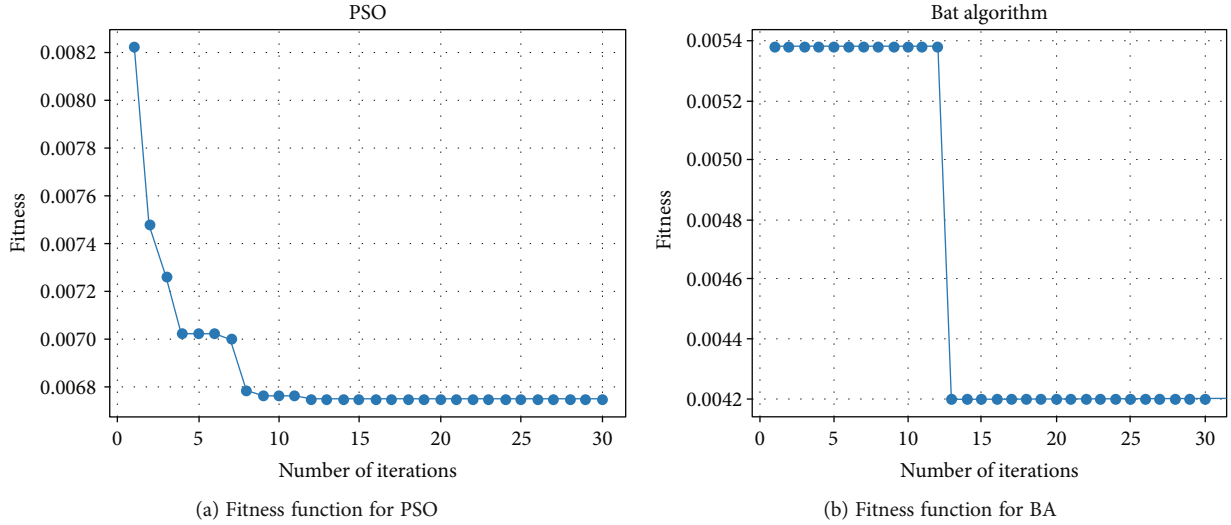 PSO
0.0082
0.0080
0.0078
0.0076
0.0074
0.0072
0.0070
0.0068
Fitness
0 5 10 15 20 25 30
Number of iterations
(a) Fitness function for PSO
Bat algorithm
0.0054
0.0052
0.0050
0.0048
0.0046
0.0044
0.0042
Fitness
0 5 10 15 20 25 30
Number of iterations
(b) Fitness function for BA